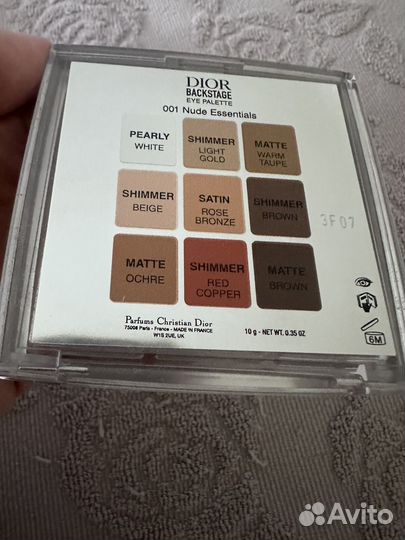 DIOR
BACKSTAGE
EYE PALETTE
001 Nude Essentials
PEARLY
WHITE
SHIMMER
LIGHT
GOLD
MATTE
WARM
TAUPE
SHIMMER
BEIGE
SATIN
ROSE
BRONZE
SHIMMER
BROWN
3F07
MATTE
OCHRE
SHIMMER
RED
COPPER
MATTE
BROWN
Parfums Christian Dior
75008 Paris - France - MADE IN FRANCE
W1S 2UE, UK
10 g - NET WT. 0.35 OZ
6M
Avito